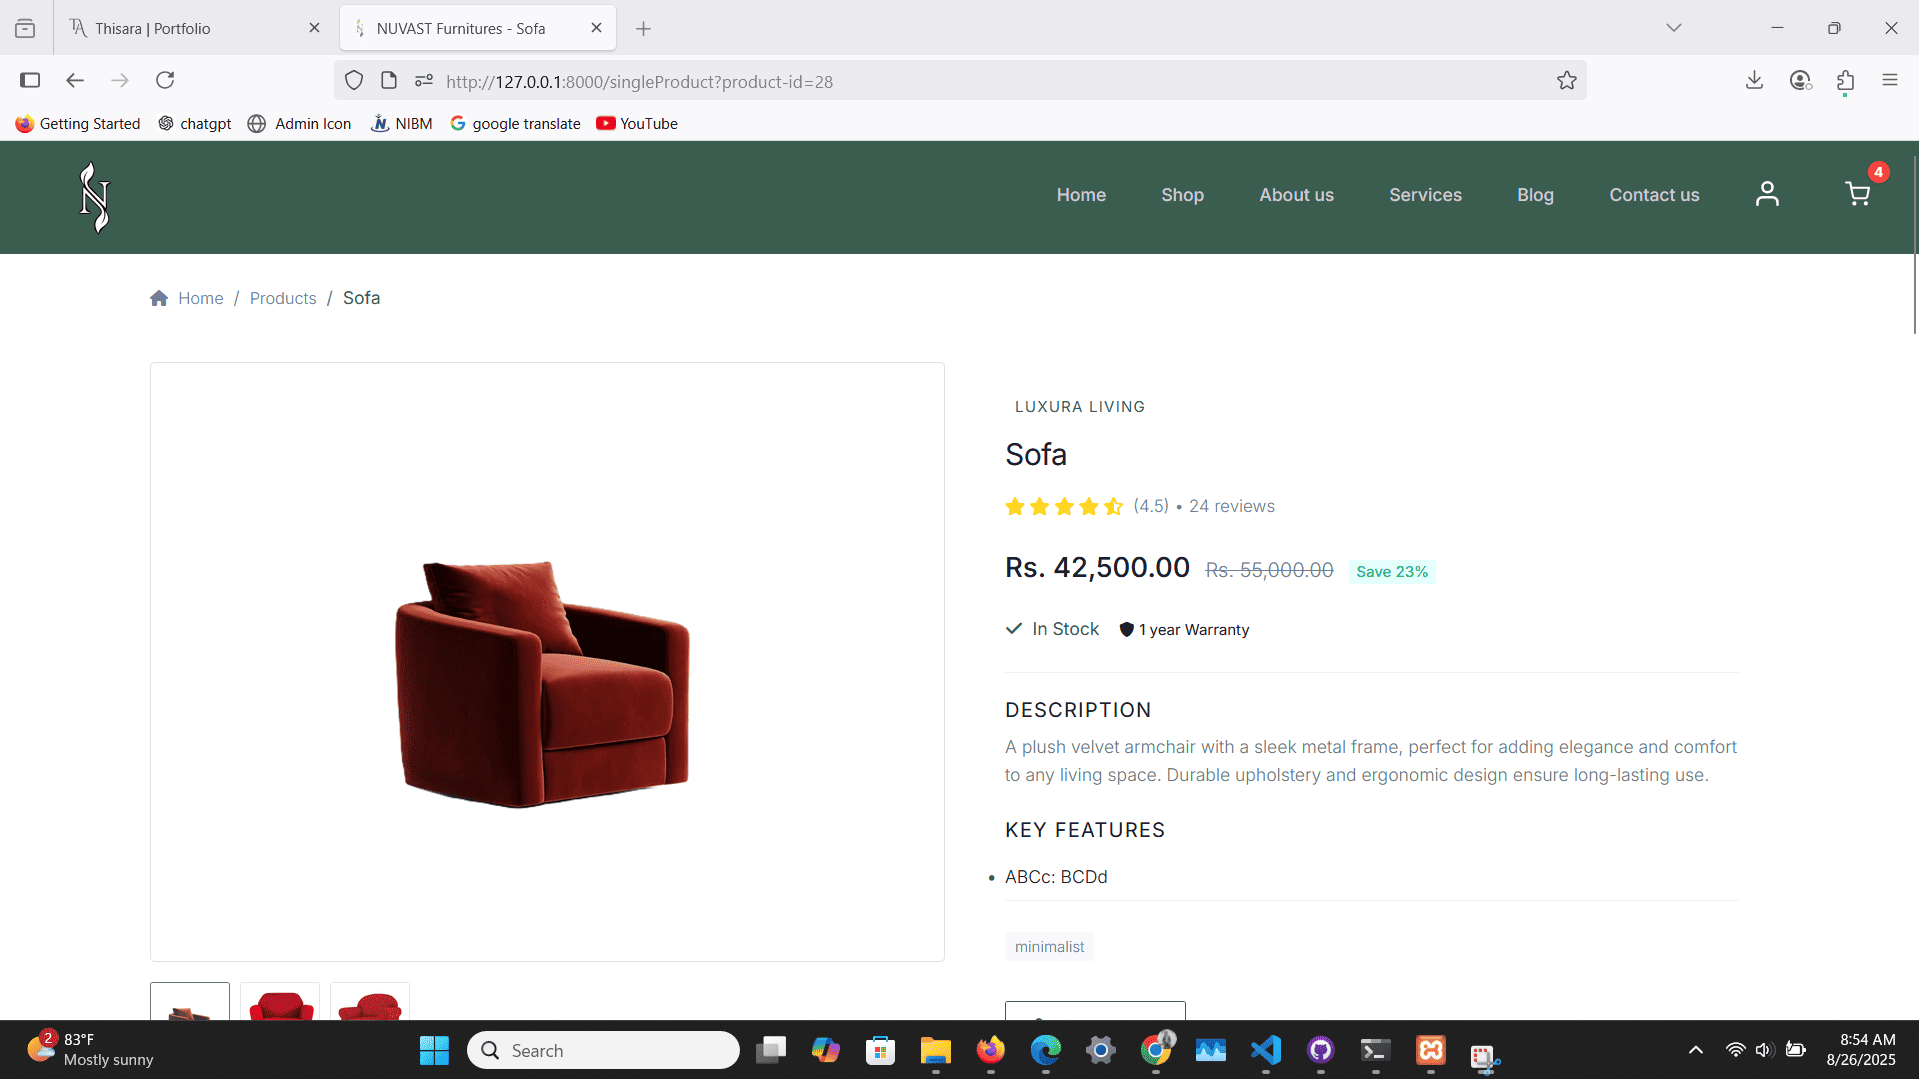 Thisara | Portfolio
NUVAST Furnitures - Sofa
http://127.0.0.1:8000/singleProduct?product-id=28
Getting Started
chatgpt
Admin Icon
NIBM
google translate
YouTube
N
Home
Shop
About us
Services
Blog
Contact us
4
Home / Products / Sofa
LUXURA LIVING
Sofa
(4.5) • 24 reviews
Rs. 42,500.00 Rs. 55,000.00 Save 23%
In Stock 1 year Warranty
DESCRIPTION
A plush velvet armchair with a sleek metal frame, perfect for adding elegance and comfort
to any living space. Durable upholstery and ergonomic design ensure long-lasting use.
KEY FEATURES
• ABCc: BCDd
minimalist
2
83°F
Mostly sunny
Search
8:54 AM
8/26/2025